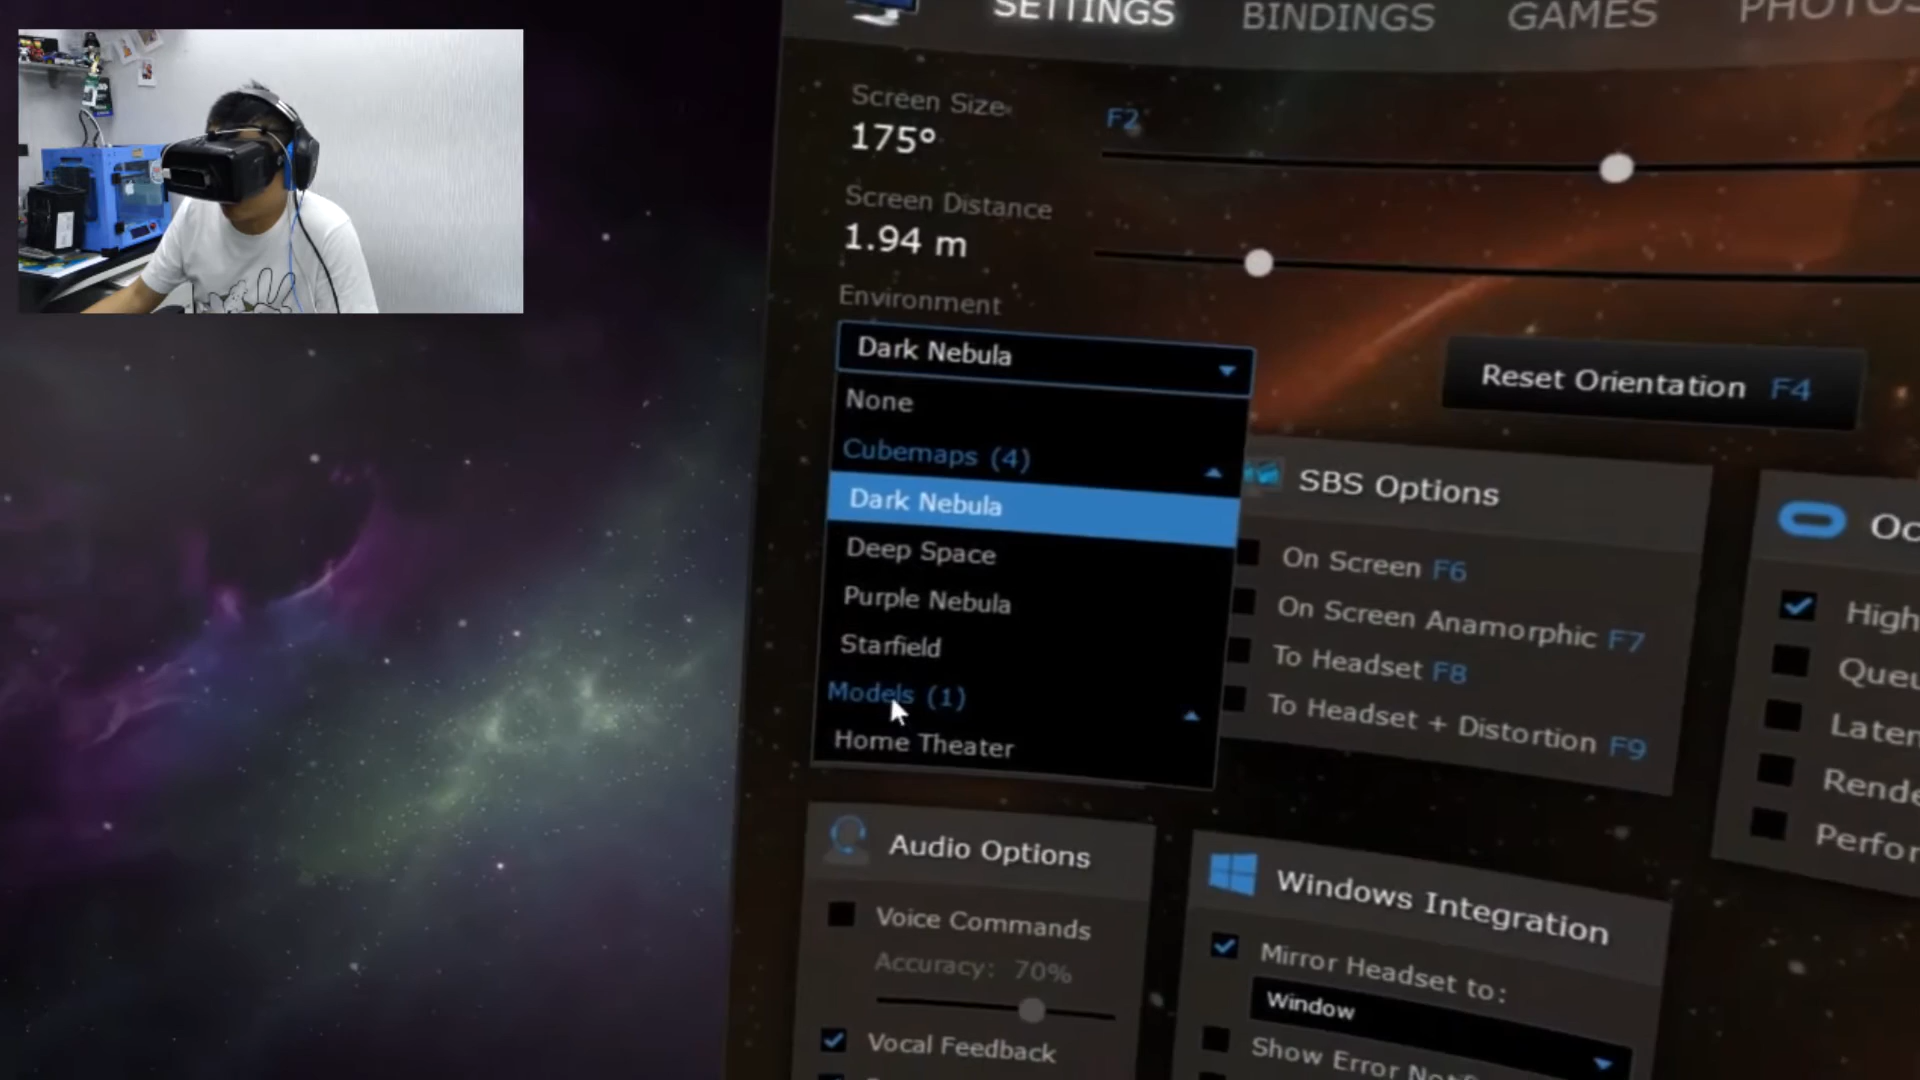 SETTINGS BINDINGS GAMES PHOTOS
Screen Size
175°
F2
Screen Distance
1.94 m
Environment
Dark Nebula
None
Cubemaps (4)
Dark Nebula
Deep Space
Purple Nebula
Starfield
Models (1)
Home Theater
Reset Orientation F4
SBS Options
On Screen F6
On Screen Anamorphic F7
To Headset F8
To Headset + Distortion F9
Audio Options
Voice Commands
Accuracy: 70%
Vocal Feedback
Windows Integration
Mirror Headset to:
Window
Show Error